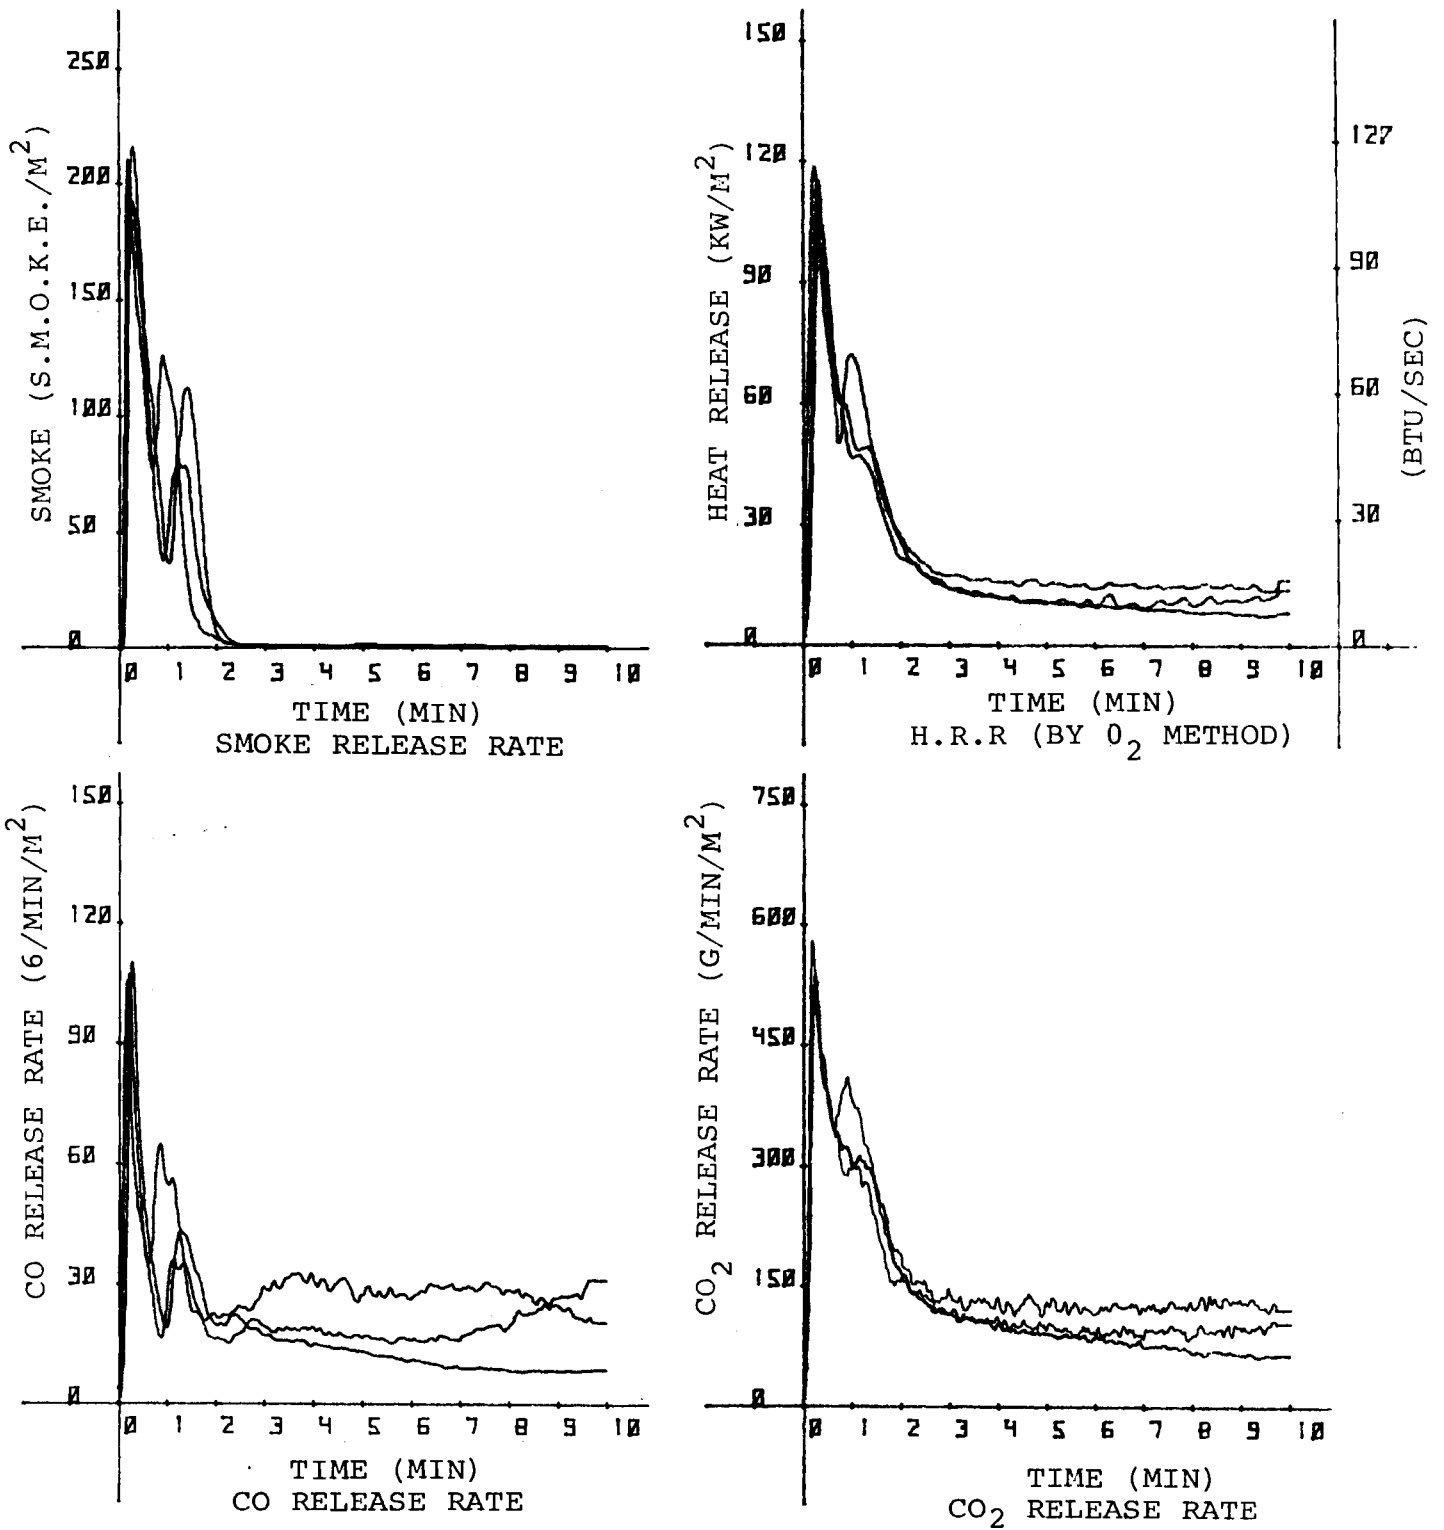 SMOKE (S.M.O.K.E./M²)
250
200
150
100
50
0
0 1 2 3 4 5 6 7 8 9 10
TIME (MIN)
SMOKE RELEASE RATE
HEAT RELEASE (KW/M²)
150
120
90
60
30
0
0 1 2 3 4 5 6 7 8 9 10
127
90
60
30
0
(BTU/SEC)
TIME (MIN)
H.R.R (BY O₂ METHOD)
CO RELEASE RATE (6/MIN/M²)
150
120
90
60
30
0
0 1 2 3 4 5 6 7 8 9 10
TIME (MIN)
CO RELEASE RATE
CO₂ RELEASE RATE (G/MIN/M²)
750
600
450
300
150
0
0 1 2 3 4 5 6 7 8 9 10
TIME (MIN)
CO₂ RELEASE RATE